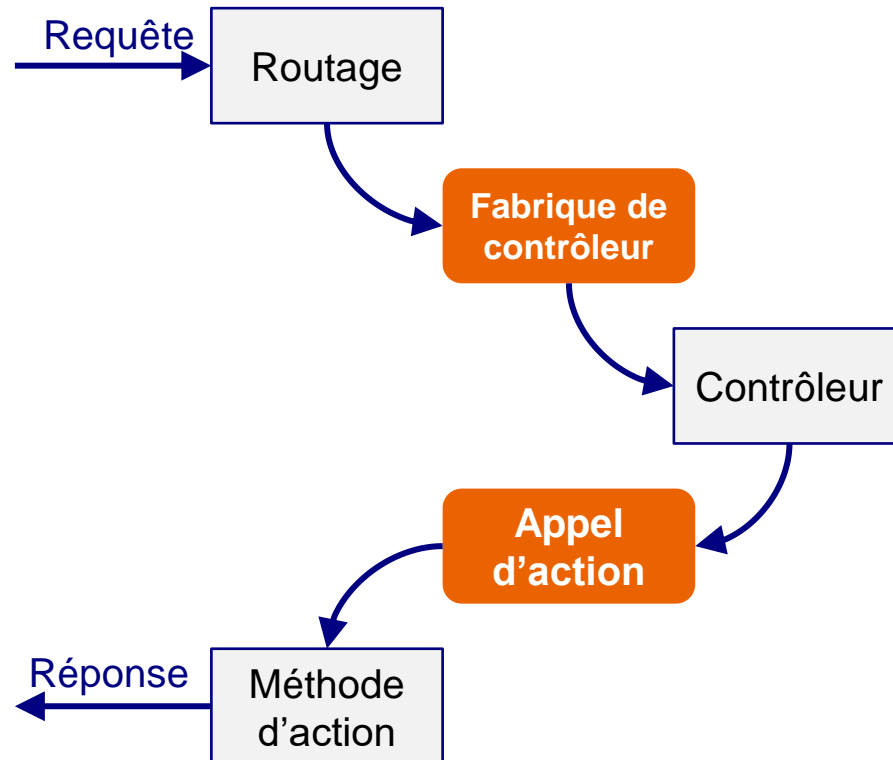 Requête
Routage
Fabrique de
contrôleur
Contrôleur
Appel
d’action
Réponse
Méthode
d’action